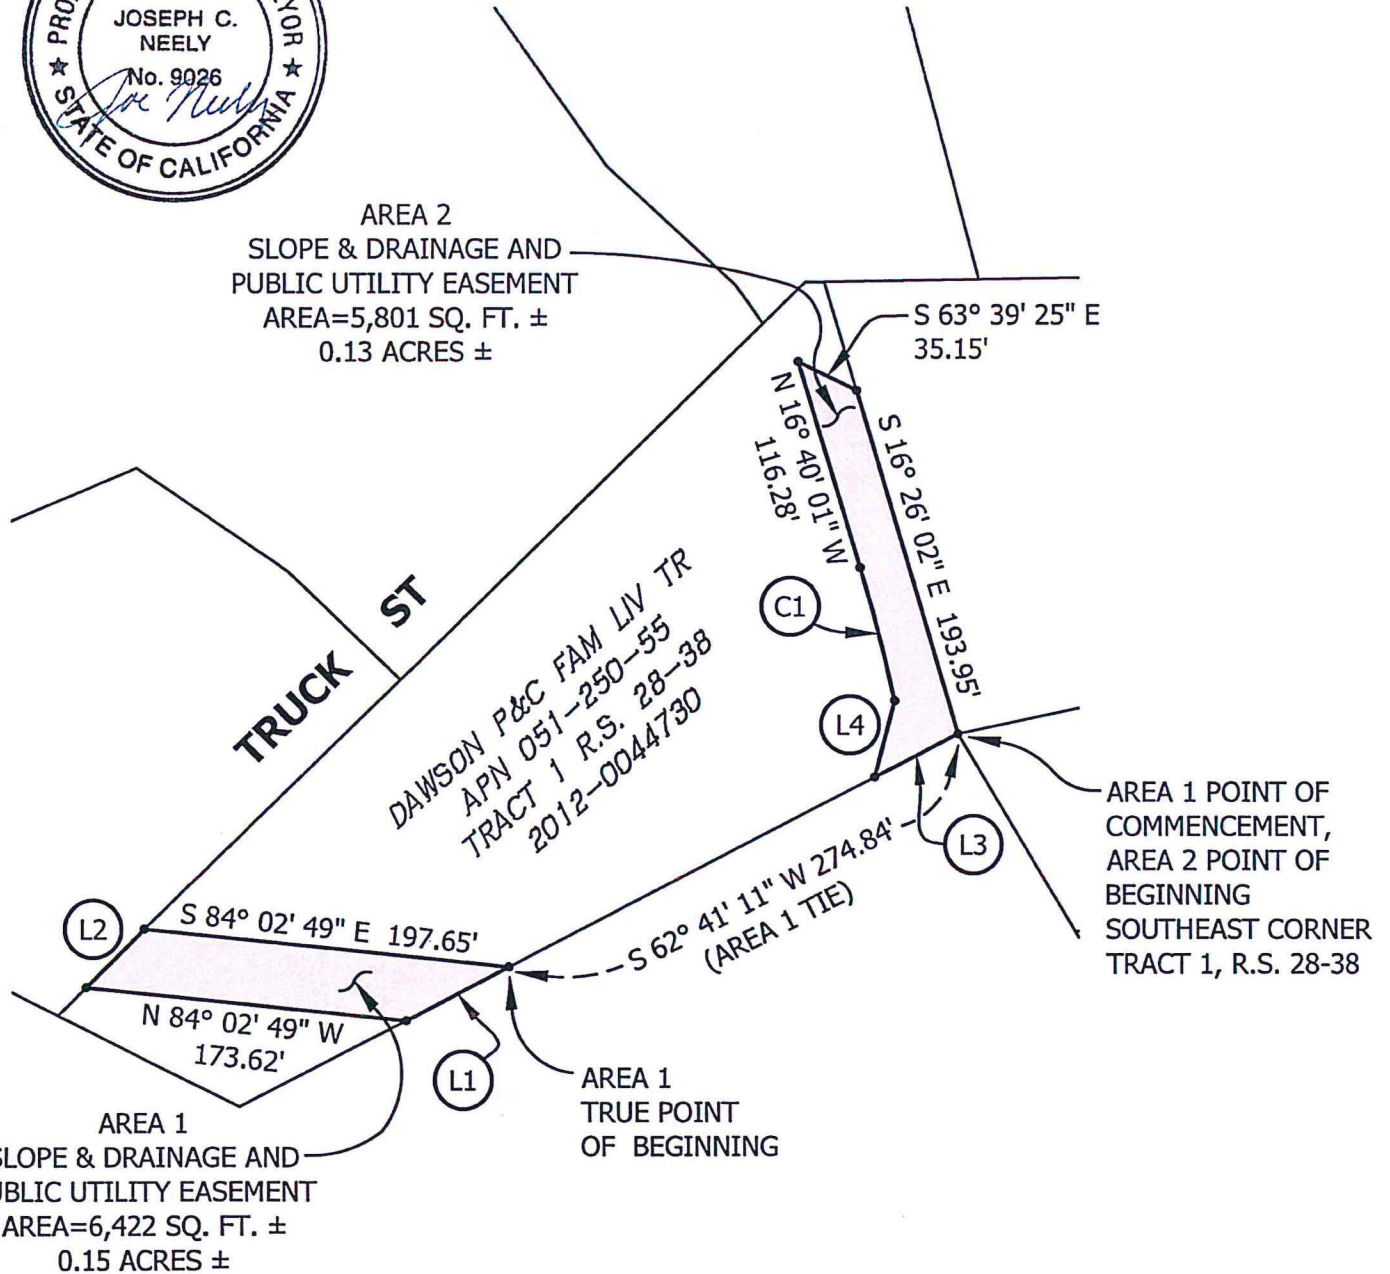 JOSEPH C.
NEELY
No. 9026
Joe Neely
STATE OF CALIFORNIA
AREA 2
SLOPE & DRAINAGE AND
PUBLIC UTILITY EASEMENT
AREA=5,801 SQ. FT. ±
0.13 ACRES ±
S 63° 39' 25" E
35.15'
N 16° 40' 01" W
116.28'
S 16° 26' 02" E 193.95'
C1
L4
TRUCK ST
DAWSON P&C FAM LIV TR
APN 051-250-55
TRACT 1 R.S. 28-38
2012-0044730
L3
AREA 1 POINT OF
COMMENCEMENT,
AREA 2 POINT OF
BEGINNING
SOUTHEAST CORNER
TRACT 1, R.S. 28-38
S 62° 41' 11" W 274.84'
(AREA 1 TIE)
L2
S 84° 02' 49" E 197.65'
N 84° 02' 49" W
173.62'
L1
AREA 1
TRUE POINT
OF BEGINNING
AREA 1
SLOPE & DRAINAGE AND
PUBLIC UTILITY EASEMENT
AREA=6,422 SQ. FT. ±
0.15 ACRES ±